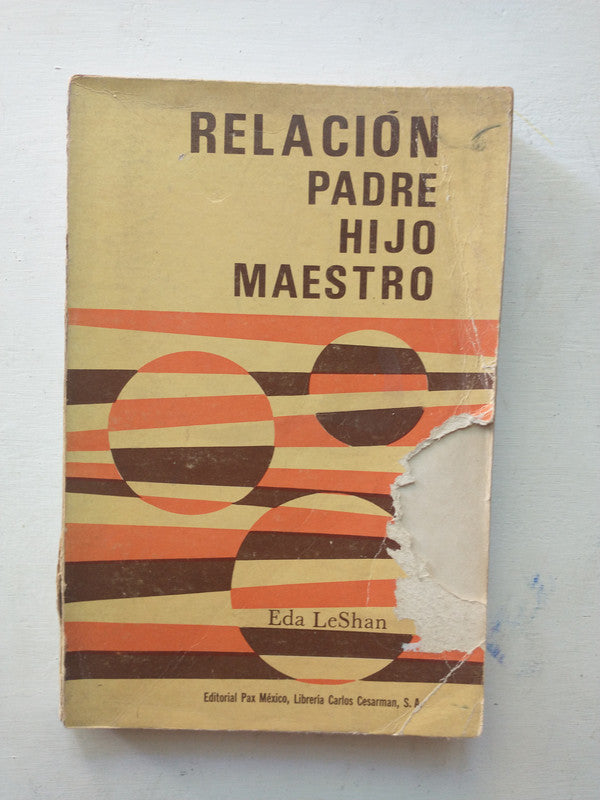 RELACIÓN
PADRE
HIJO
MAESTRO
Eda LeShan
Editorial Pax México, Librería Carlos Cesarman, S. A.